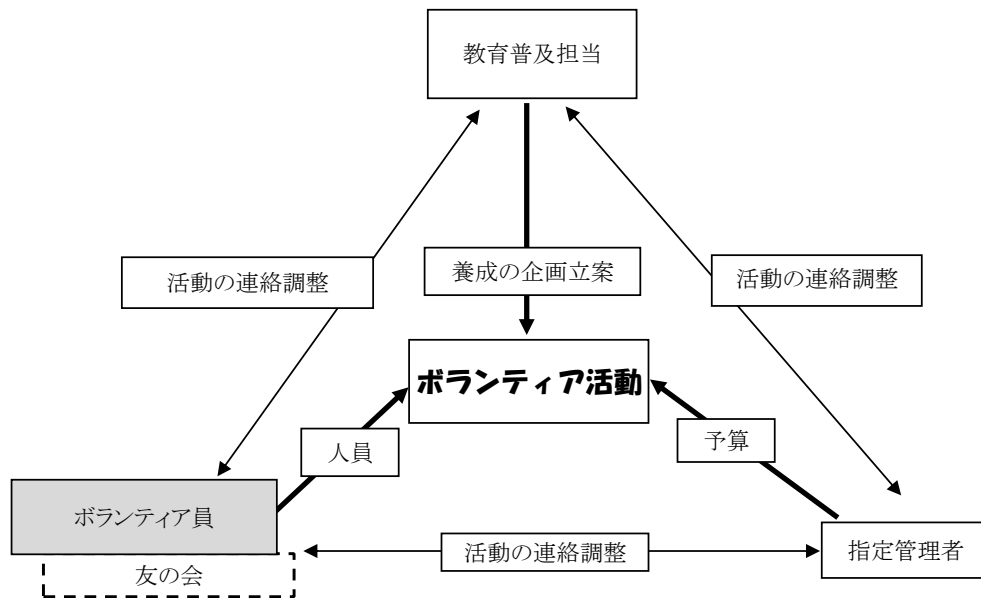 教育普及担当
養成の企画立案
活動の連絡調整
活動の連絡調整
ボランティア活動
人員
予算
ボランティア員
友の会
活動の連絡調整
指定管理者